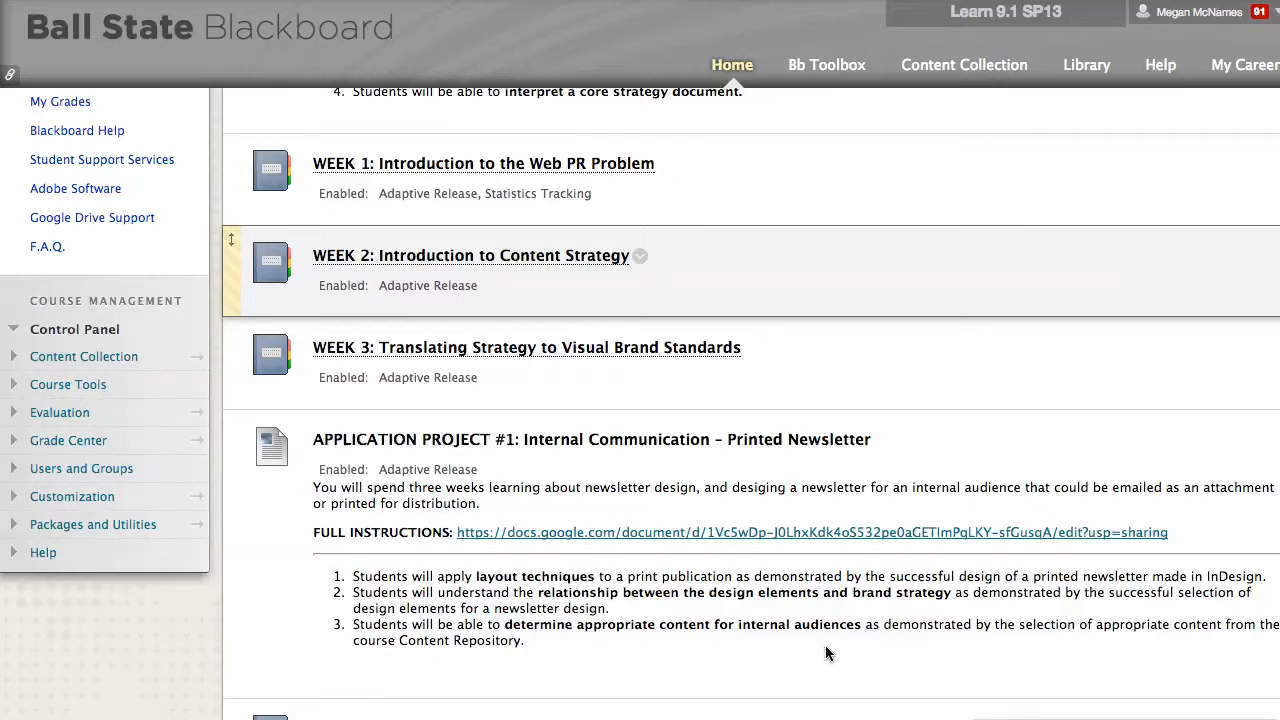 Ball State Blackboard
Learn 9.1 SP13
Megan McNames 91
Home Bb Toolbox Content Collection Library Help My Career
My Grades
Blackboard Help
Student Support Services
Adobe Software
Google Drive Support
F.A.Q.
COURSE MANAGEMENT
Control Panel
Content Collection
Course Tools
Evaluation
Grade Center
Users and Groups
Customization
Packages and Utilities
Help
4. Students will be able to interpret a core strategy document.
WEEK 1: Introduction to the Web PR Problem
Enabled: Adaptive Release, Statistics Tracking
WEEK 2: Introduction to Content Strategy
Enabled: Adaptive Release
WEEK 3: Translating Strategy to Visual Brand Standards
Enabled: Adaptive Release
APPLICATION PROJECT #1: Internal Communication – Printed Newsletter
Enabled: Adaptive Release
You will spend three weeks learning about newsletter design, and desiging a newsletter for an internal audience that could be emailed as an attachment
or printed for distribution.
FULL INSTRUCTIONS: https://docs.google.com/document/d/1Vc5wDp-J0LhxKdk4oS532pe0aGETImPqLKY-sfGusqA/edit?usp=sharing
1. Students will apply layout techniques to a print publication as demonstrated by the successful design of a printed newsletter made in InDesign.
2. Students will understand the relationship between the design elements and brand strategy as demonstrated by the successful selection of
design elements for a newsletter design.
3. Students will be able to determine appropriate content for internal audiences as demonstrated by the selection of appropriate content from the
course Content Repository.